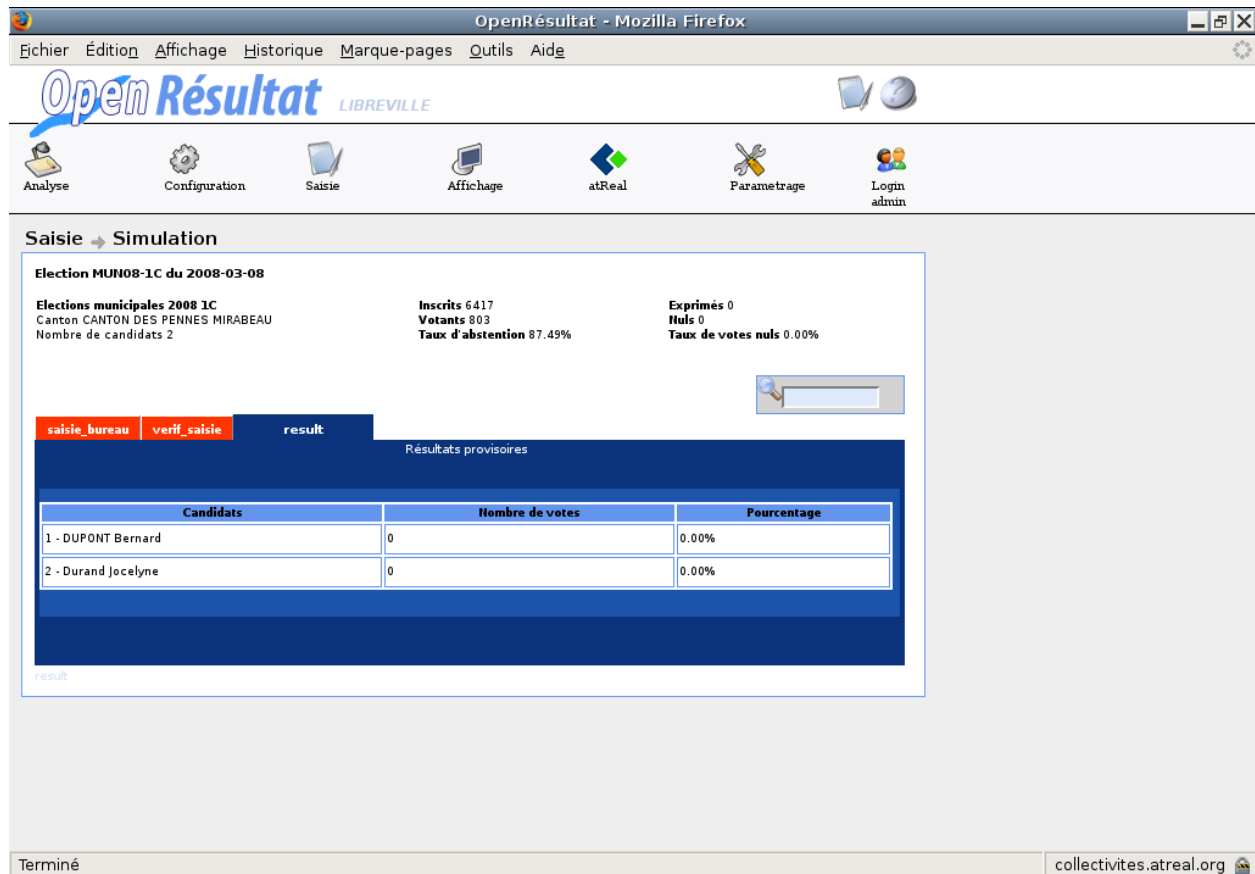 OpenRésultat - Mozilla Firefox
Fichier Édition Affichage Historique Marque-pages Outils Aide
Open Résultat LIBREVILLE
Analyse Configuration Saisie Affichage atReal Parametrage Login admin
Saisie Simulation
Election MUN08-1C du 2008-03-08
Elections municipales 2008 1C Inscrits 6417 Exprimés 0
Canton CANTON DES PENNES MIRABEAU Votants 803 Nuls 0
Nombre de candidats 2 Taux d'abstention 87.49% Taux de votes nuls 0.00%
saisie_bureau verif_saisie result
Résultats provisoires
Candidats Nombre de votes Pourcentage
1 - DUPONT Bernard 0 0.00%
2 - Durand Jocelyne 0 0.00%
result
Terminé collectivites.atreal.org